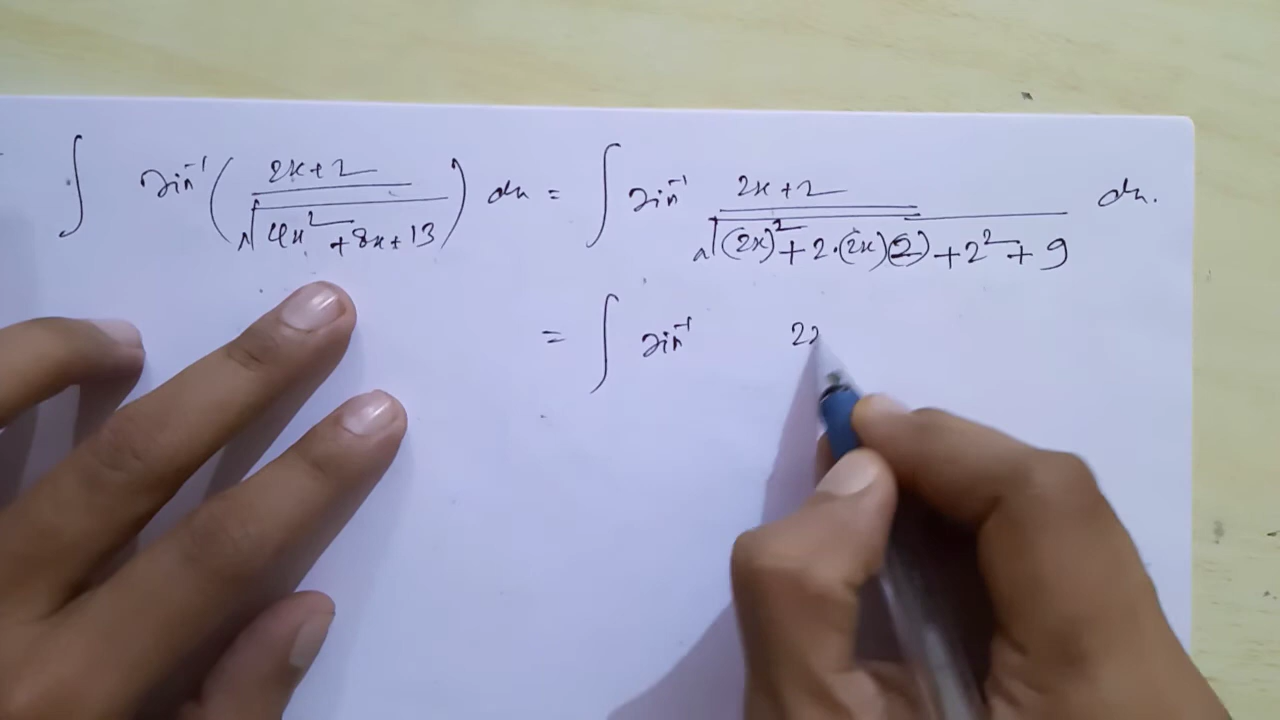 ∫ sin⁻¹ ( (2x+2) / √(4x² + 8x + 13) ) dx = ∫ sin⁻¹ (2x+2) / √((2x)² + 2·(2x)(2) + 2² + 9) dx.
= ∫ sin⁻¹ 2x